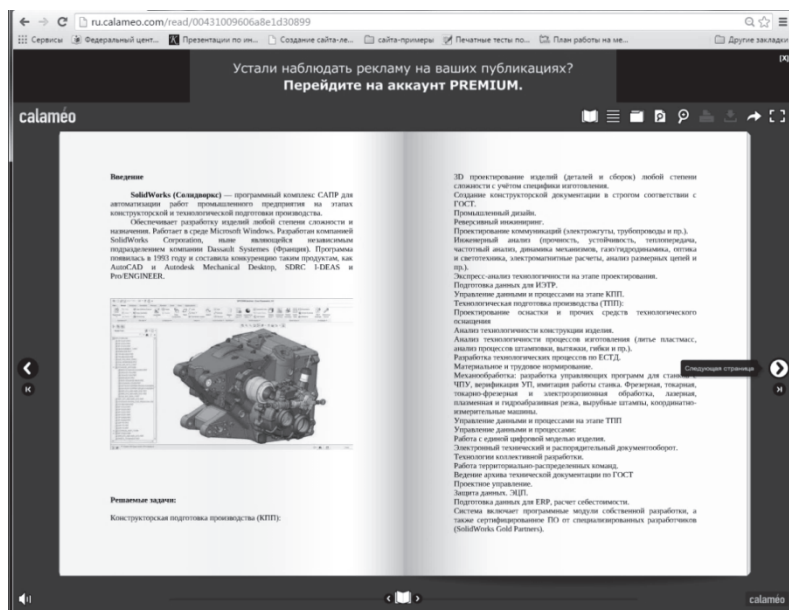 ru.calameo.com/read/00431009606a8e1d30899
Сервисы Федеральный цент... Презентации по ин... Создание сайта-ле... сайта-примеры Печатные тесты по... План работы на ме... Другие закладки
Устали наблюдать рекламу на ваших публикациях?
Перейдите на аккаунт PREMIUM.
calaméo
Введение
SolidWorks (Солидворкс) — программный комплекс САПР для
автоматизации работ промышленного предприятия на этапах
конструкторской и технологической подготовки производства.
Обеспечивает разработку изделий любой степени сложности и
назначения. Работает в среде Microsoft Windows. Разработан компанией
SolidWorks Corporation, ныне являющейся независимым
подразделением компании Dassault Systemes (Франция). Программа
появилась в 1993 году и составила конкуренцию таким продуктам, как
AutoCAD и Autodesk Mechanical Desktop, SDRC I-DEAS и
Pro/ENGINEER.
Решаемые задачи:
Конструкторская подготовка производства (КПП):
3D проектирование изделий (деталей и сборок) любой степени
сложности с учётом специфики изготовления.
Создание конструкторской документации в строгом соответствии с
ГОСТ.
Промышленный дизайн.
Реверсивный инжиниринг.
Проектирование коммуникаций (электрожгуты, трубопроводы и пр.).
Инженерный анализ (прочность, устойчивость, теплопередача,
частотный анализ, динамика механизмов, газо/гидродинамика, оптика
и светотехника, электромагнитные расчеты, анализ размерных цепей и
пр.).
Экспресс-анализ технологичности на этапе проектирования.
Подготовка данных для ИЭТР.
Управление данными и процессами на этапе КПП.
Технологическая подготовка производства (ТПП):
Проектирование оснастки и прочих средств технологического
оснащения
Анализ технологичности конструкции изделия.
Анализ технологичности процессов изготовления (литье пластмасс,
анализ процессов штамповки, вытяжки, гибки и пр.).
Разработка технологических процессов по ЕСТД.
Материальное и трудовое нормирование.
Механообработка: разработка управляющих программ для
Следующая страница
ЧПУ, верификация УП, имитация работы станка. Фрезерная, токарная,
токарно-фрезерная и электроэрозионная обработка, лазерная,
плазменная и гидроабразивная резка, вырубные штампы, координатно-
измерительные машины.
Управление данными и процессами на этапе ТПП
Управление данными и процессами:
Работа с единой цифровой моделью изделия.
Электронный технический и распорядительный документооборот.
Технологии коллективной разработки.
Работа территориально-распределенных команд.
Ведение архива технической документации по ГОСТ
Проектное управление.
Защита данных. ЭЦП.
Подготовка данных для ERP, расчет себестоимости.
Система включает программные модули собственной разработки, а
также сертифицированное ПО от специализированных разработчиков
(SolidWorks Gold Partners).
calaméo